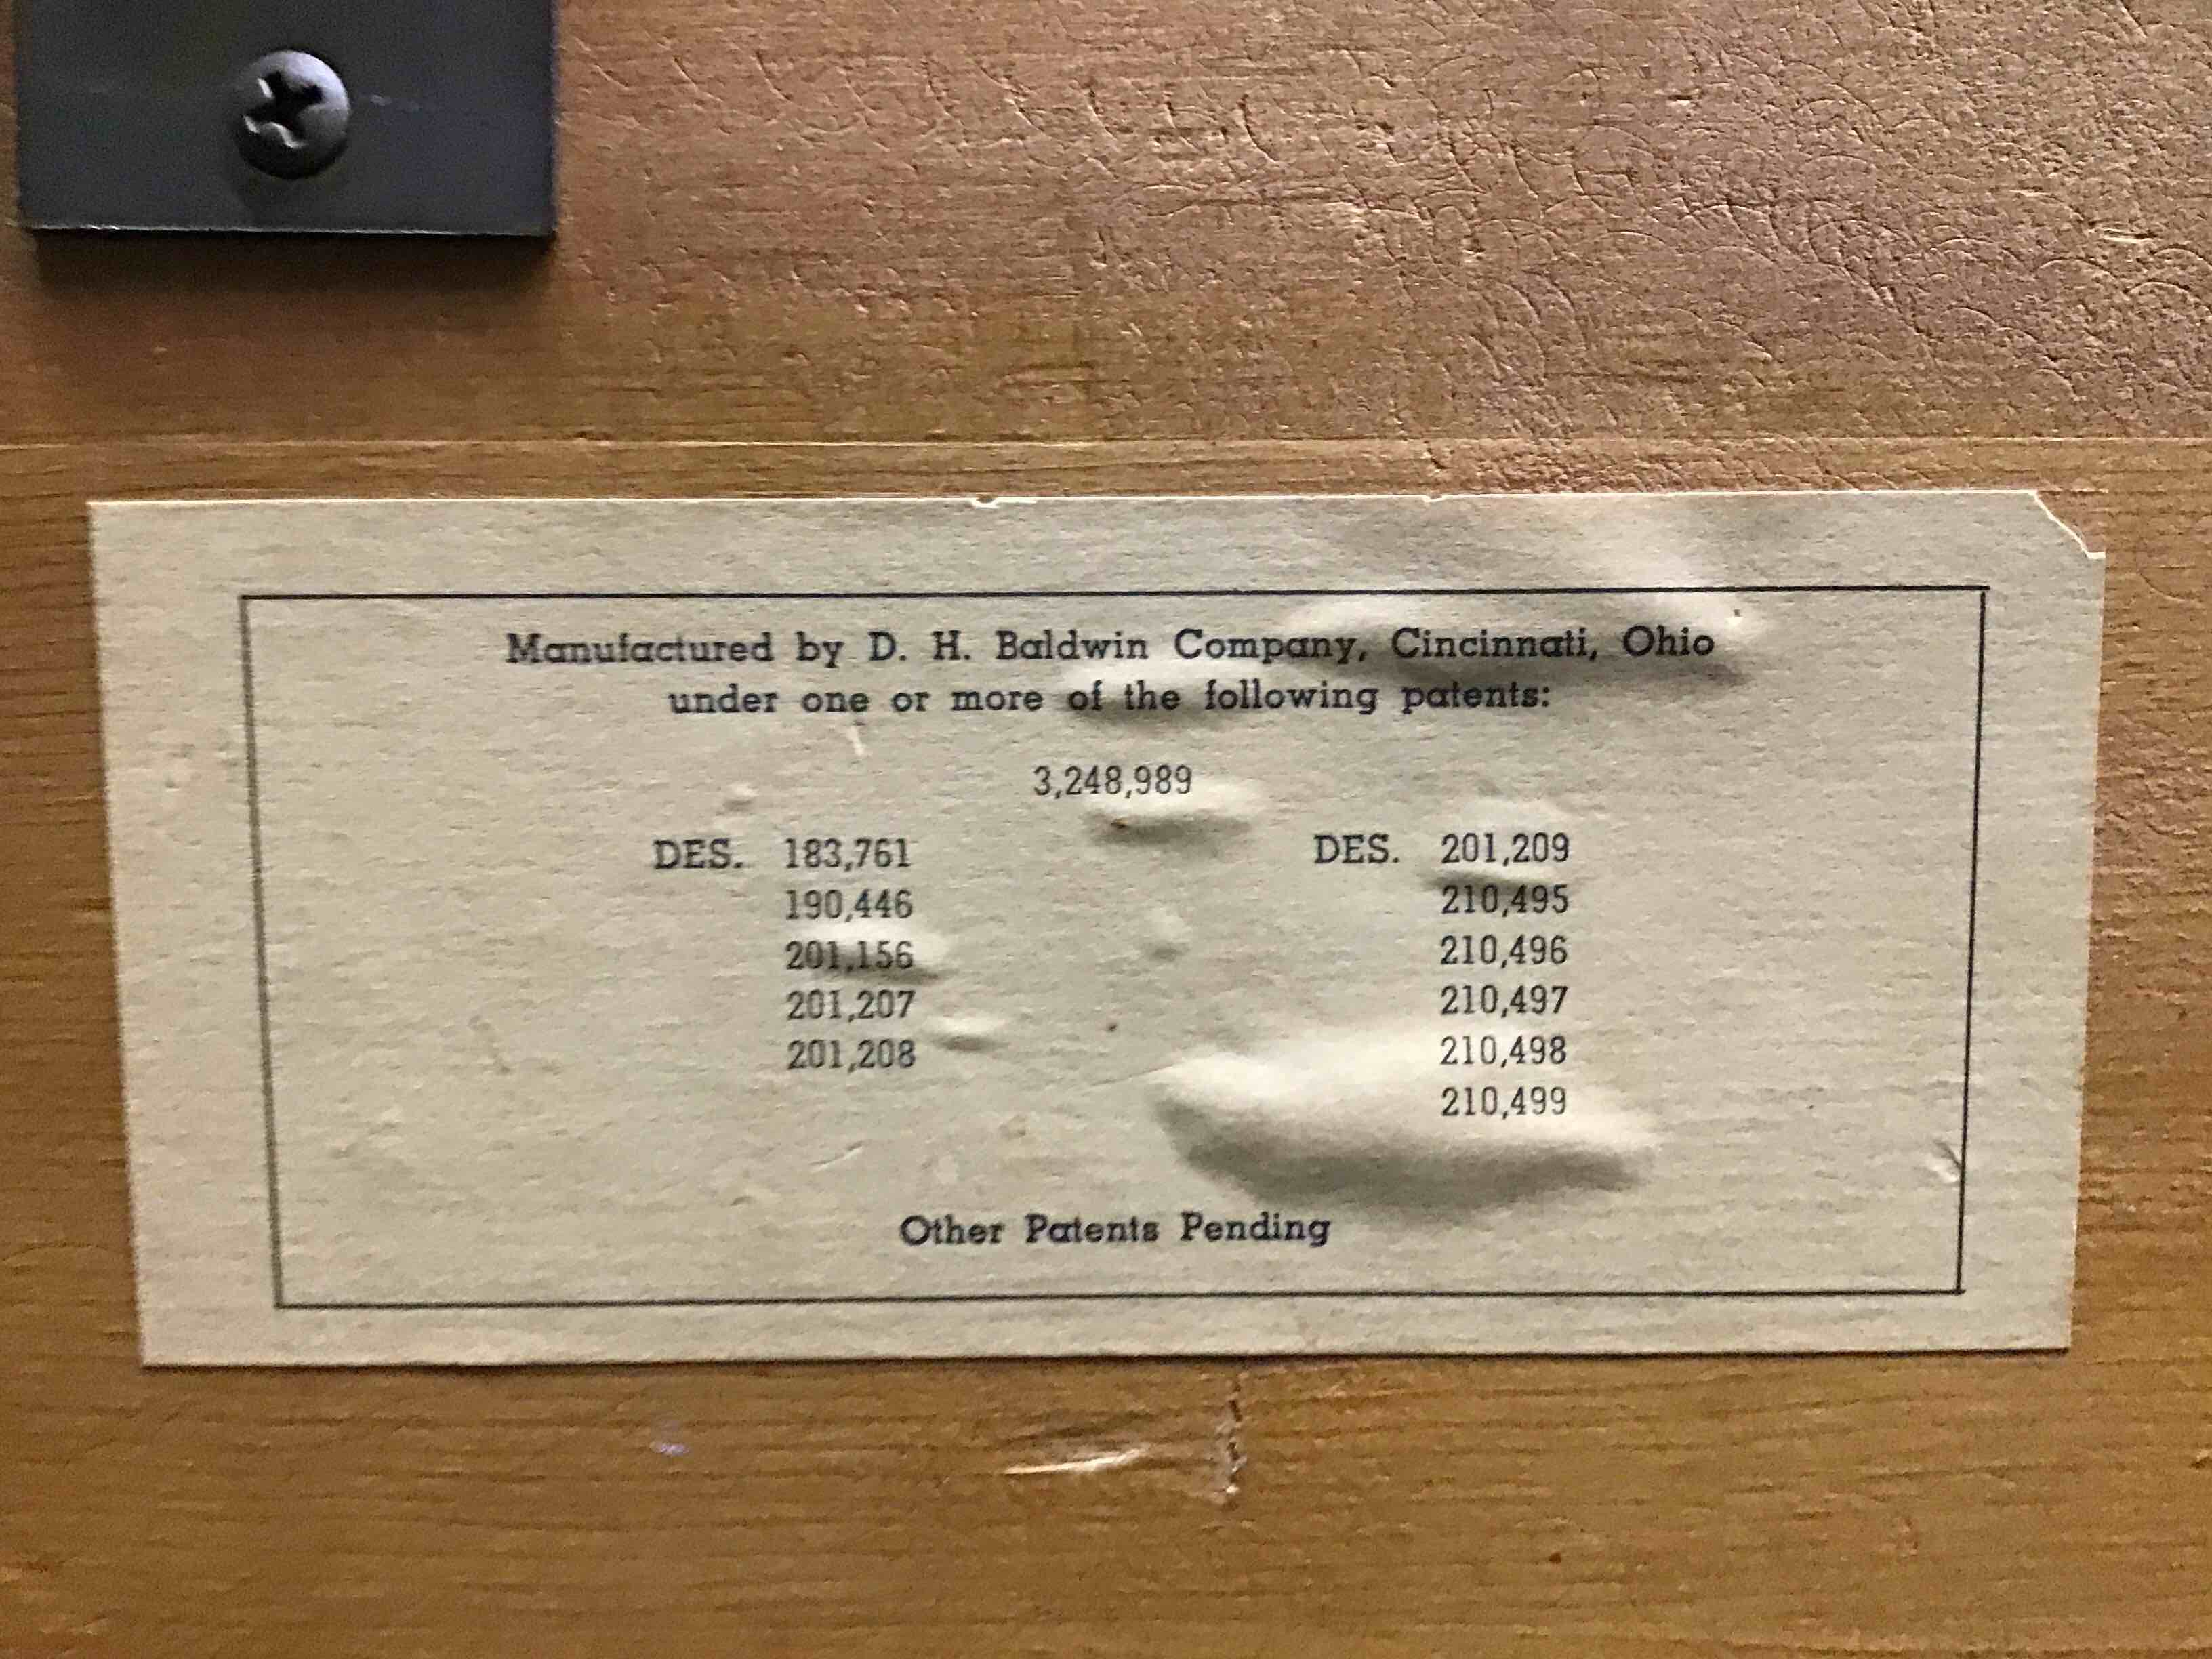 Manufactured by D. H. Baldwin Company, Cincinnati, Ohio
under one or more of the following patents:
3,248,989
DES. 183,761 DES. 201,209
190,446 210,495
201,156 210,496
201,207 210,497
201,208 210,498
210,499
Other Patents Pending